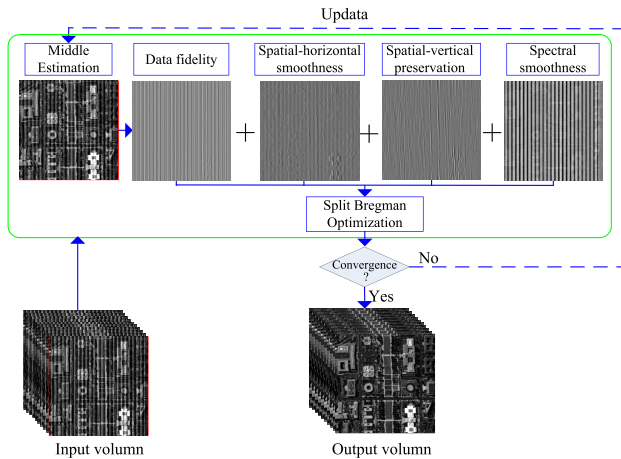 Updata
Middle
Estimation
Data fidelity
Spatial-horizontal
smoothness
Spatial-vertical
preservation
Spectral
smoothness
Split Bregman
Optimization
Convergence
?
No
Yes
Input volumn
Output volumn